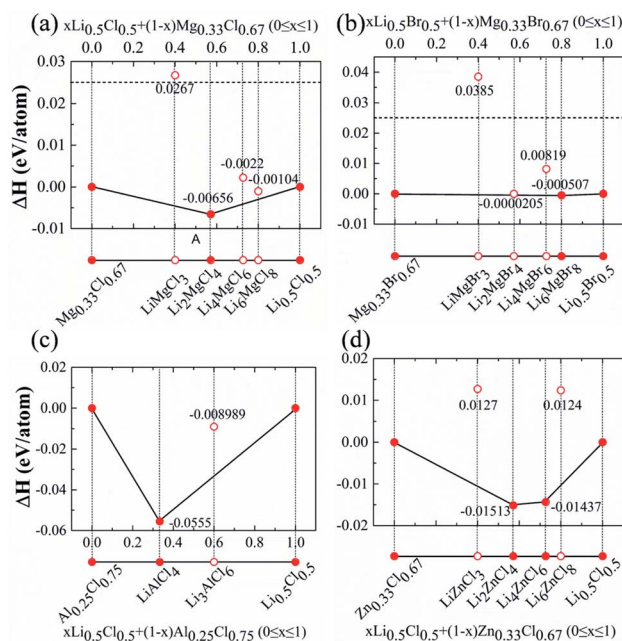 xLi0.5Cl0.5+(1-x)Mg0.33Cl0.67 (0≤x≤1)
(a) 0.0 0.2 0.4 0.6 0.8 1.0
0.03
0.0267
0.02
0.01
-0.0022
-0.00104
0.00
-0.00656
-0.01
ΔH (eV/atom)
A
Mg0.33Cl0.67
LiMgCl3
Li2MgCl4
Li4MgCl6
Li6MgCl8
Li0.5Cl0.5
xLi0.5Br0.5+(1-x)Mg0.33Br0.67 (0≤x≤1)
(b) 0.0 0.2 0.4 0.6 0.8 1.0
0.04
0.0385
0.03
0.02
0.01
0.00819
-0.000507
0.00
-0.0000205
-0.01
Mg0.33Br0.67
LiMgBr3
Li2MgBr4
Li4MgBr6
Li6MgBr8
Li0.5Br0.5
(c)
0.02
0.00
-0.008989
-0.02
-0.04
-0.0555
-0.06
ΔH (eV/atom)
0.0 0.2 0.4 0.6 0.8 1.0
Al0.25Cl0.75
LiAlCl4
Li3AlCl6
Li0.5Cl0.5
xLi0.5Cl0.5+(1-x)Al0.25Cl0.75 (0≤x≤1)
(d)
0.02
0.0127
0.0124
0.01
0.00
-0.01
-0.01513
-0.01437
-0.02
Zn0.33Cl0.67
LiZnCl3
Li2ZnCl4
Li4ZnCl6
Li6ZnCl8
Li0.5Cl0.5
xLi0.5Cl0.5+(1-x)Zn0.33Cl0.67 (0≤x≤1)